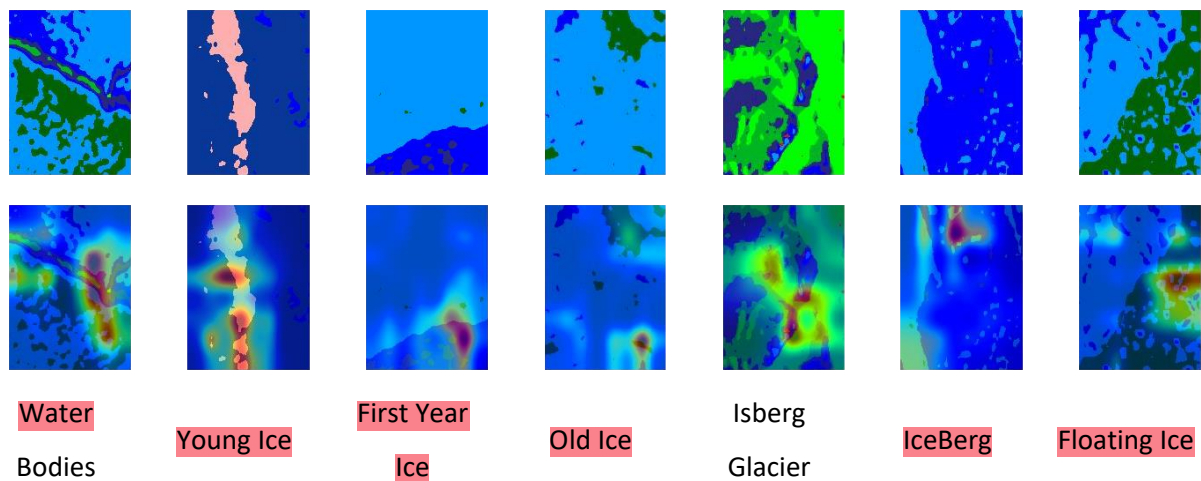 Water
Bodies
Young Ice
First Year
Ice
Old Ice
Isberg
Glacier
IceBerg
Floating Ice